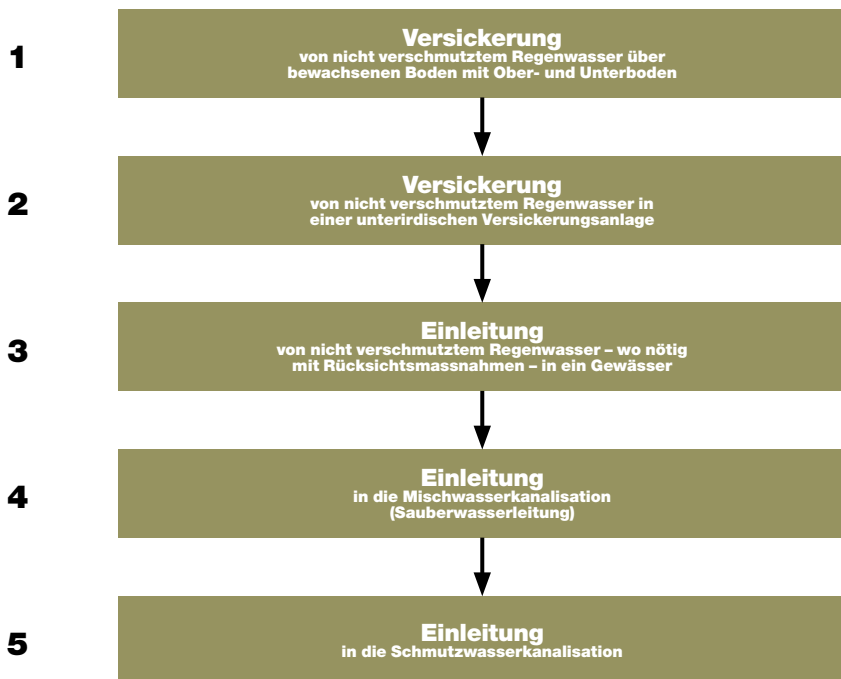 1
Versickerung
von nicht verschmutztem Regenwasser über
bewachsenen Boden mit Ober- und Unterboden
2
Versickerung
von nicht verschmutztem Regenwasser in
einer unterirdischen Versickerungsanlage
3
Einleitung
von nicht verschmutztem Regenwasser – wo nötig
mit Rücksichtsmassnahmen – in ein Gewässer
4
Einleitung
in die Mischwasserkanalisation
(Sauberwasserleitung)
5
Einleitung
in die Schmutzwasserkanalisation